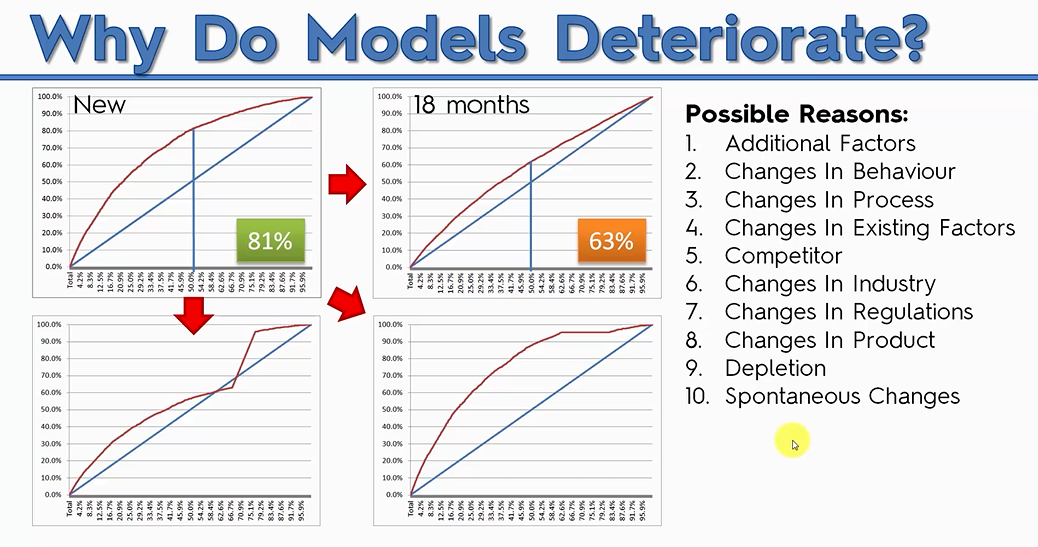 Why Do Models Deteriorate?
New
100.0%
90.0%
80.0%
70.0%
60.0%
50.0%
40.0%
30.0%
20.0%
10.0%
0.0%
81%
Total 4.2% 8.3% 12.5% 16.7% 20.9% 25.0% 29.2% 33.4% 37.5% 41.7% 45.9% 50.0% 54.2% 58.4% 62.6% 66.7% 70.9% 75.1% 79.2% 83.4% 87.6% 91.7% 95.9%
18 months
100.0%
90.0%
80.0%
70.0%
60.0%
50.0%
40.0%
30.0%
20.0%
10.0%
0.0%
63%
Total 4.2% 8.3% 12.5% 16.7% 20.9% 25.0% 29.2% 33.4% 37.5% 41.7% 45.9% 50.0% 54.2% 58.4% 62.6% 66.7% 70.9% 75.1% 79.2% 83.4% 87.6% 91.7% 95.9%
100.0%
90.0%
80.0%
70.0%
60.0%
50.0%
40.0%
30.0%
20.0%
10.0%
0.0%
Total 4.2% 8.3% 12.5% 16.7% 20.9% 25.0% 29.2% 33.4% 37.5% 41.7% 45.9% 50.0% 54.2% 58.4% 62.6% 66.7% 70.9% 75.1% 79.2% 83.4% 87.6% 91.7% 95.9%
100.0%
90.0%
80.0%
70.0%
60.0%
50.0%
40.0%
30.0%
20.0%
10.0%
0.0%
Total 4.2% 8.3% 12.5% 16.7% 20.9% 25.0% 29.2% 33.4% 37.5% 41.7% 45.9% 50.0% 54.2% 58.4% 62.6% 66.7% 70.9% 75.1% 79.2% 83.4% 87.6% 91.7% 95.9%
Possible Reasons:
1. Additional Factors
2. Changes In Behaviour
3. Changes In Process
4. Changes In Existing Factors
5. Competitor
6. Changes In Industry
7. Changes In Regulations
8. Changes In Product
9. Depletion
10. Spontaneous Changes